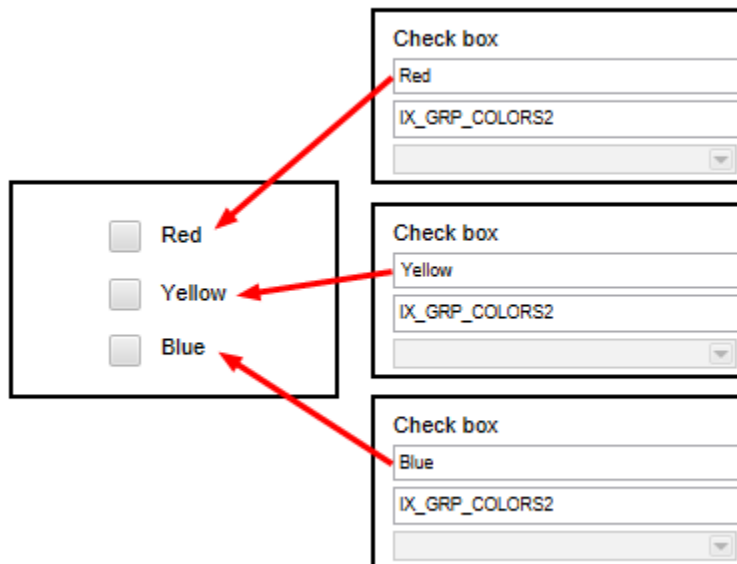 Check box
Red
IX_GRP_COLORS2
Red
Yellow
Blue
Check box
Yellow
IX_GRP_COLORS2
Check box
Blue
IX_GRP_COLORS2